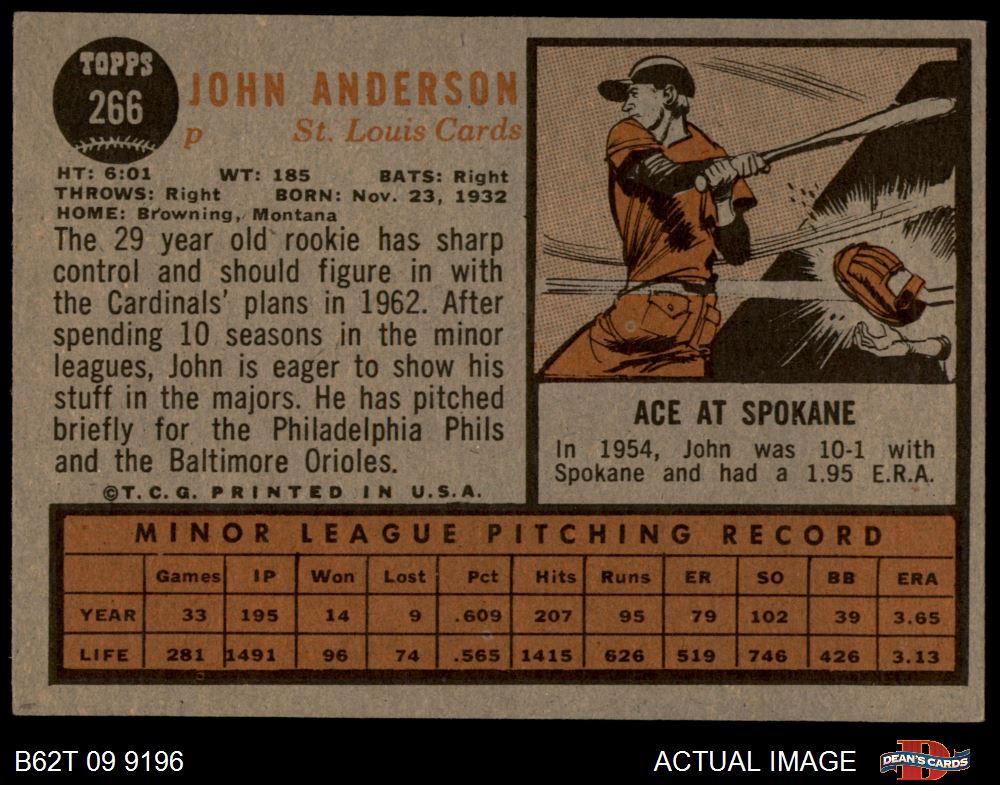 TOPPS
266
JOHN ANDERSON
p St. Louis Cards
HT: 6:01 WT: 185 BATS: Right
THROWS: Right BORN: Nov. 23, 1932
HOME: Browning, Montana
The 29 year old rookie has sharp
control and should figure in with
the Cardinals' plans in 1962. After
spending 10 seasons in the minor
leagues, John is eager to show his
stuff in the majors. He has pitched
briefly for the Philadelphia Phils
and the Baltimore Orioles.
©T.C.G. PRINTED IN U.S.A.
ACE AT SPOKANE
In 1954, John was 10-1 with
Spokane and had a 1.95 E.R.A.
MINOR LEAGUE PITCHING RECORD
Games IP Won Lost Pct Hits Runs ER SO BB ERA
YEAR 33 195 14 9 .609 207 95 79 102 39 3.65
LIFE 281 1491 96 74 .565 1415 626 519 746 426 3.13
B62T 09 9196 ACTUAL IMAGE DEAN'S CARDS